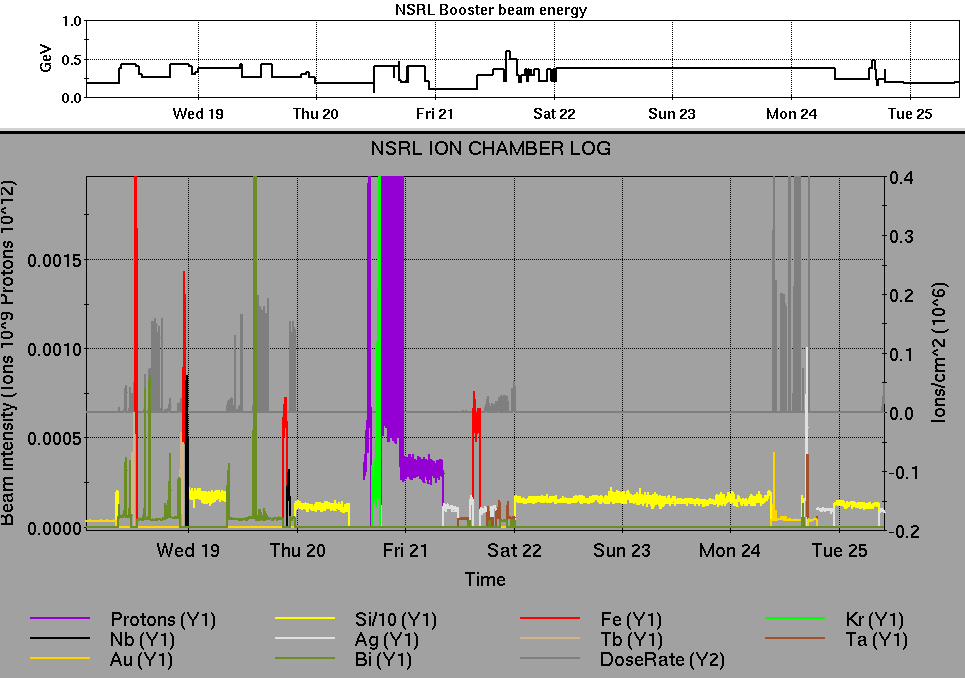 NSRL Booster beam energy
1.0
0.5
0.0
GeV
Wed 19 Thu 20 Fri 21 Sat 22 Sun 23 Mon 24 Tue 25
NSRL ION CHAMBER LOG
Beam intensity (Ions 10^9 Protons 10^12)
0.0015
0.0010
0.0005
0.0000
0.4
0.3
0.2
0.1
0.0
-0.1
-0.2
Ions/cm^2 (10^6)
Wed 19 Thu 20 Fri 21 Sat 22 Sun 23 Mon 24 Tue 25
Time
Protons (Y1) Si/10 (Y1) Fe (Y1) Kr (Y1)
Nb (Y1) Ag (Y1) Tb (Y1) Ta (Y1)
Au (Y1) Bi (Y1) DoseRate (Y2)